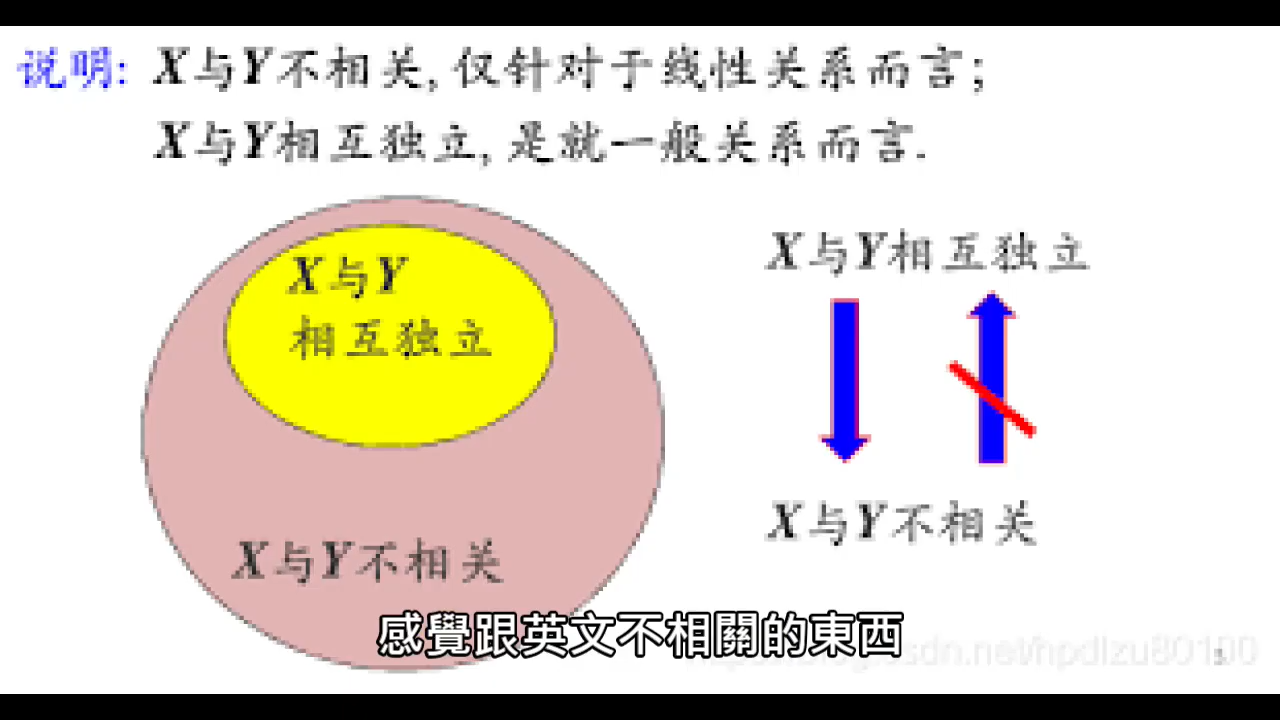 说明: X与Y不相关, 仅针对于线性关系而言;
X与Y相互独立, 是就一般关系而言.
X与Y
相互独立
X与Y不相关
X与Y相互独立
X与Y不相关
感覺跟英文不相關的東西